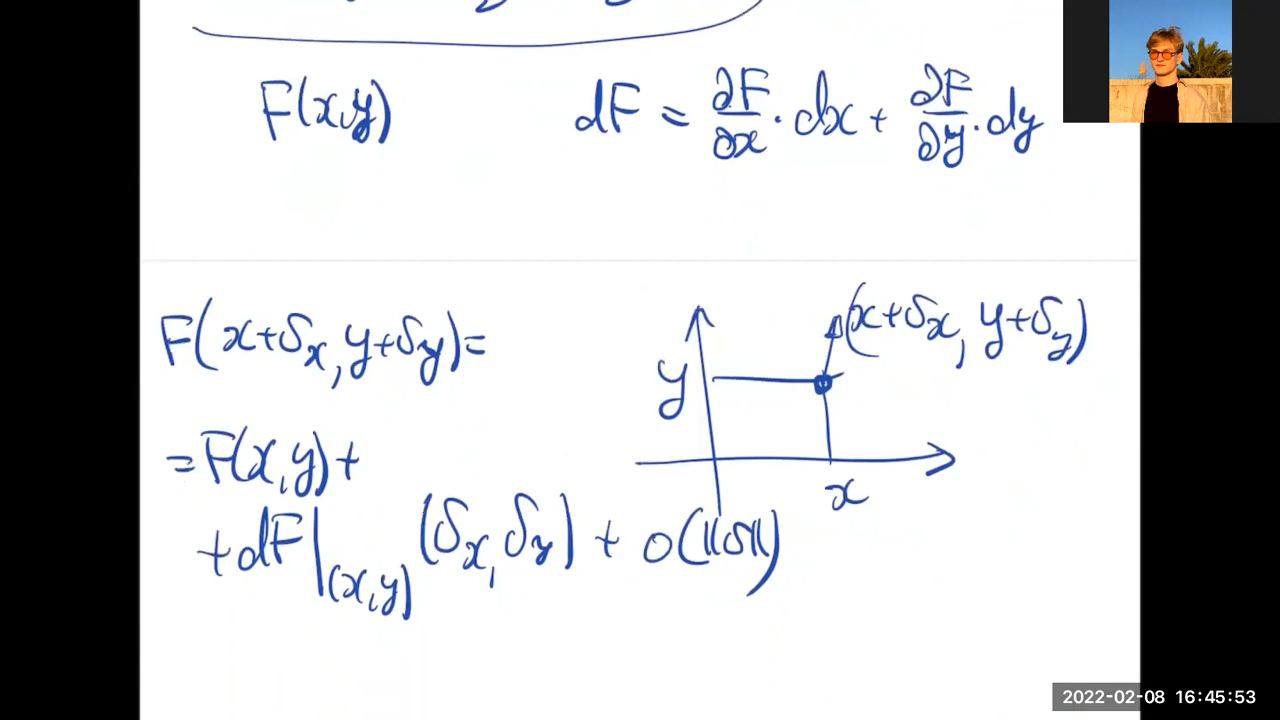 F(x,y) dF = ∂F/∂x · dx + ∂F/∂y · dy
F(x+δx, y+δy) =
= F(x,y) +
+ dF|(x,y) (δx, δy) + o(||δ||)
(x+δx, y+δy)
y
x
2022-02-08 16:45:53